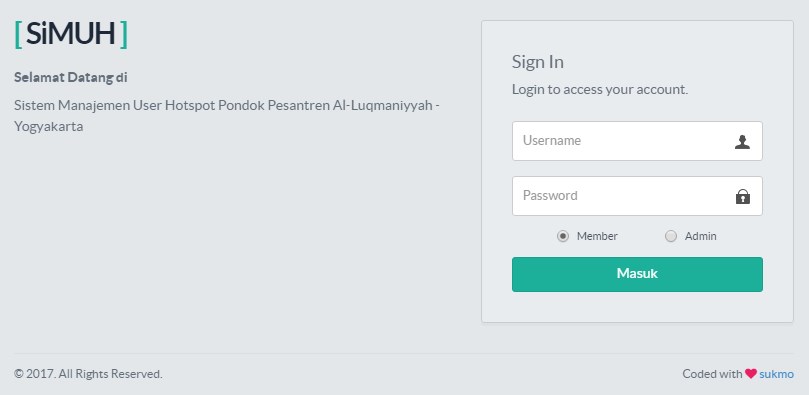 [ SiMUH ]
Selamat Datang di
Sistem Manajemen User Hotspot Pondok Pesantren Al-Luqmaniyyah -
Yogyakarta
Sign In
Login to access your account.
Username
Password
Member Admin
Masuk
© 2017. All Rights Reserved.
Coded with ❤ sukmo